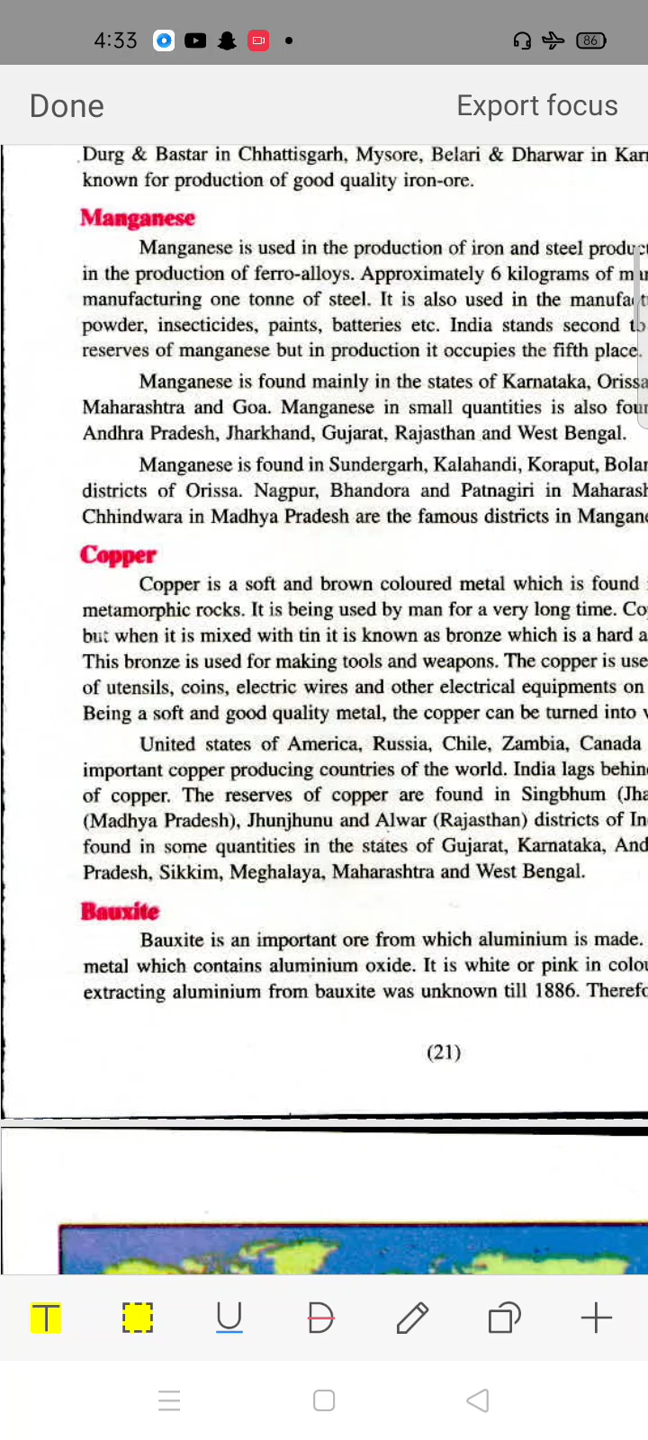 4:33
86
Done
Export focus
Durg & Bastar in Chhattisgarh, Mysore, Belari & Dharwar in
known for production of good quality iron-ore.
Manganese
Manganese is used in the production of iron and steel
in the production of ferro-alloys. Approximately 6 kilograms of
manufacturing one tonne of steel. It is also used in the
powder, insecticides, paints, batteries etc. India stands second
reserves of manganese but in production it occupies the fifth place.
Manganese is found mainly in the states of Karnataka, Orissa
Maharashtra and Goa. Manganese in small quantities is also
Andhra Pradesh, Jharkhand, Gujarat, Rajasthan and West Bengal.
Manganese is found in Sundergarh, Kalahandi, Koraput,
districts of Orissa. Nagpur, Bhandora and Patnagiri in
Chhindwara in Madhya Pradesh are the famous districts in
Copper
Copper is a soft and brown coloured metal which is found
metamorphic rocks. It is being used by man for a very long time.
but when it is mixed with tin it is known as bronze which is a hard
This bronze is used for making tools and weapons. The copper is
of utensils, coins, electric wires and other electrical equipments on
Being a soft and good quality metal, the copper can be turned into
United states of America, Russia, Chile, Zambia, Canada
important copper producing countries of the world. India lags
of copper. The reserves of copper are found in Singbhum
(Madhya Pradesh), Jhunjhunu and Alwar (Rajasthan) districts of
found in some quantities in the states of Gujarat, Karnataka,
Pradesh, Sikkim, Meghalaya, Maharashtra and West Bengal.
Bauxite
Bauxite is an important ore from which aluminium is made.
metal which contains aluminium oxide. It is white or pink in
extracting aluminium from bauxite was unknown till 1886.
(21)